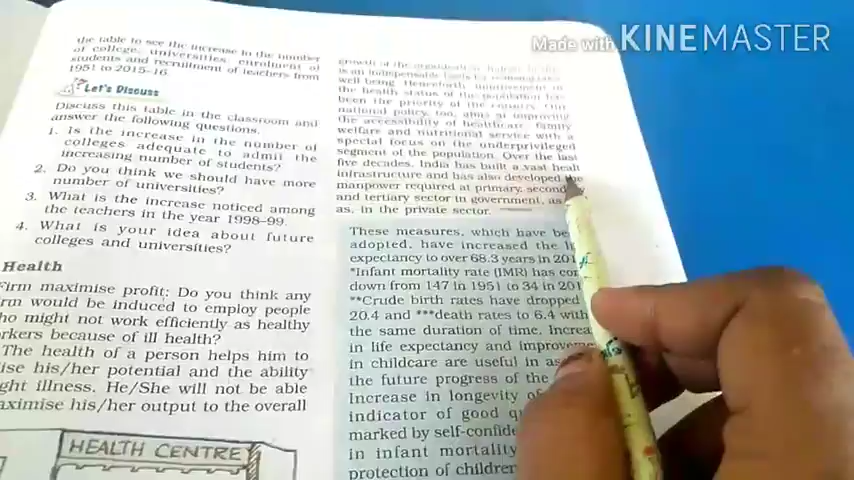 Made with KINEMASTER
the table to see the increase in the number
of college, universities, enrolment of
students and recruitment of teachers from
1951 to 2015–16.
Let's Discuss
Discuss this table in the classroom and
answer the following questions.
1. Is the increase in the number of
colleges adequate to admit the
increasing number of students?
2. Do you think we should have more
number of universities?
3. What is the increase noticed among
the teachers in the year 1998–99.
4. What is your idea about future
colleges and universities?
Health
Firm maximise profit: Do you think any
rm would be induced to employ people
ho might not work efficiently as healthy
rkers because of ill health?
The health of a person helps him to
lise his/her potential and the ability
ght illness. He/She will not be able
aximise his/her output to the overall
HEALTH CENTRE
growth of the organisation.
is an indispensable
well being. Henceforth, improvement in
the health status of the population has
been the priority of the country. Our
national policy, too, aims at improving
the accessibility of healthcare, family
welfare and nutritional service with a
special focus on the underprivileged
segment of the population. Over the last
five decades, India has built a vast healt
infrastructure and has also developed the
manpower required at primary, second
and tertiary sector in government, as
as, in the private sector.
These measures, which have be
adopted, have increased the l
expectancy to over 68.3 years in 201
*Infant mortality rate (IMR) has co
down from 147 in 1951 to 34 in 201
**Crude birth rates have dropped
20.4 and ***death rates to 6.4 with
the same duration of time. Increa
in life expectancy and improve
in childcare are useful in as
the future progress of the
Increase in longevity of
indicator of good q
marked by self-confide
in infant mortality
protection of children